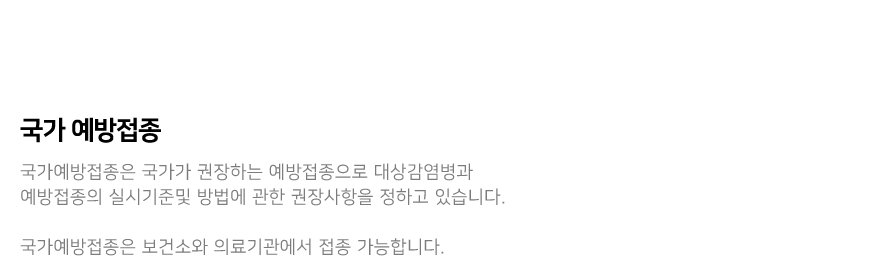 국가 예방접종
국가예방접종은 국가가 권장하는 예방접종으로 대상감염병과
예방접종의 실시기준및 방법에 관한 권장사항을 정하고 있습니다.
국가예방접종은 보건소와 의료기관에서 접종 가능합니다.